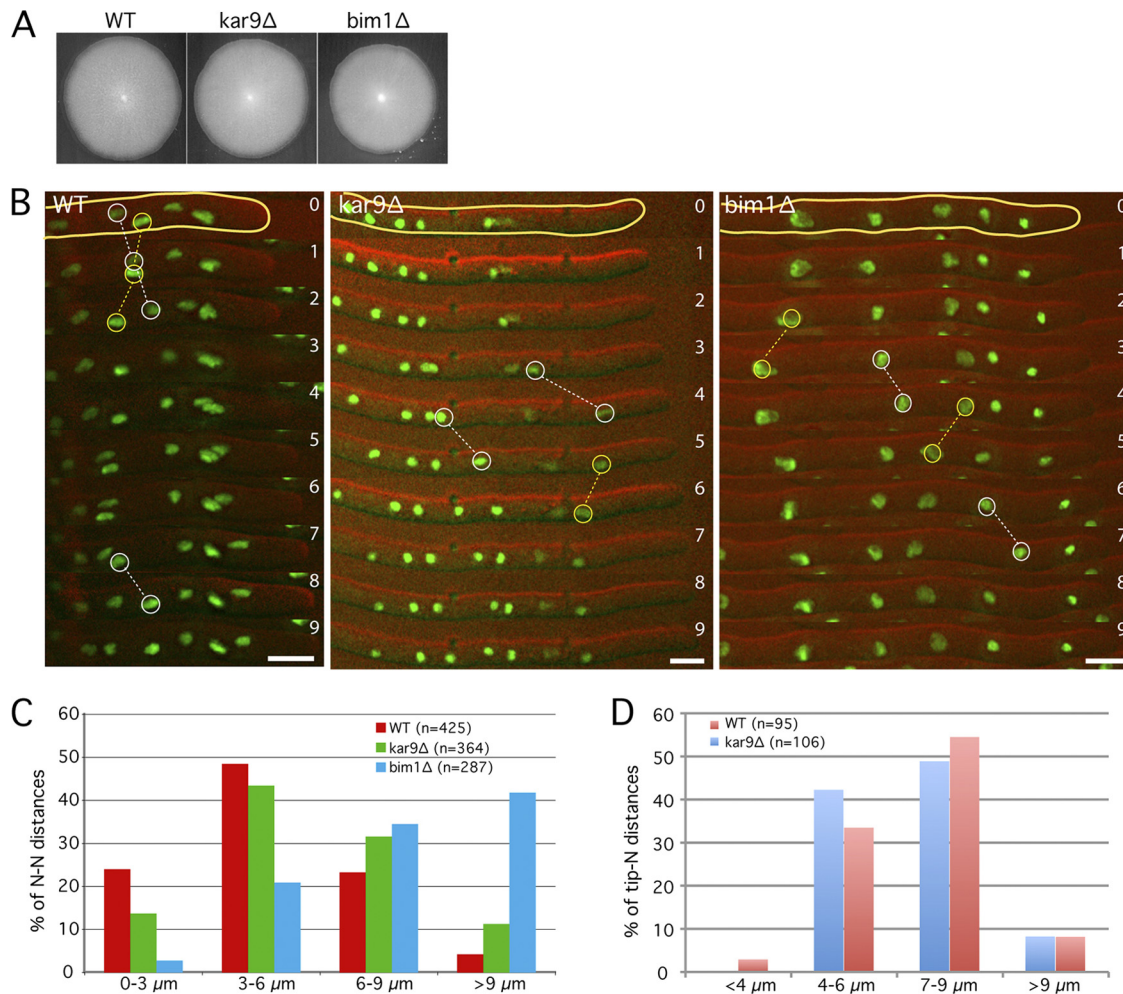 A
WT kar9Δ bim1Δ
B
WT kar9Δ bim1Δ
0 0 0
1 1 1
2 2 2
3 3 3
4 4 4
5 5 5
6 6 6
7 7 7
8 8 8
9 9 9
C
% of N-N distances
60
50
40
30
20
10
0
WT (n=425)
kar9Δ (n=364)
bim1Δ (n=287)
0-3 µm 3-6 µm 6-9 µm >9 µm
D
% of tip-N distances
60
50
40
30
20
10
0
WT (n=95)
kar9Δ (n=106)
<4 µm 4-6 µm 7-9 µm >9 µm